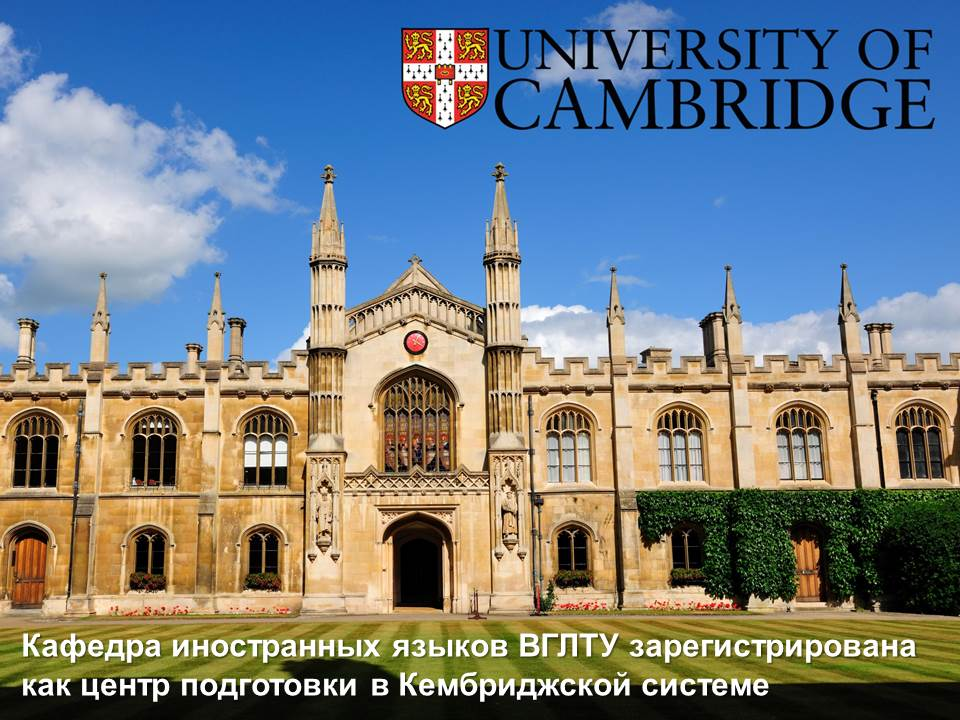 UNIVERSITY OF
CAMBRIDGE
Кафедра иностранных языков ВГЛТУ зарегистрирована
как центр подготовки в Кембриджской системе